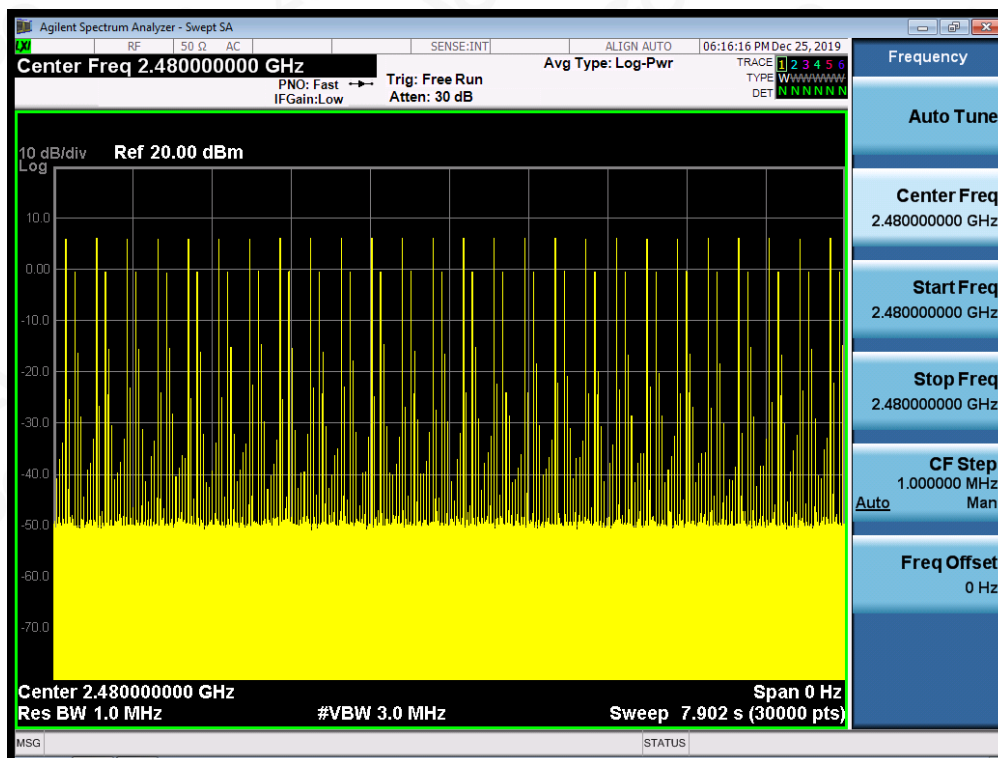 Agilent Spectrum Analyzer - Swept SA
LXI RF 50 Ω AC SENSE:INT ALIGN AUTO 06:16:16 PM Dec 25, 2019
Center Freq 2.480000000 GHz
Avg Type: Log-Pwr
TRACE 1 2 3 4 5 6
PNO: Fast
IFGain:Low
Trig: Free Run
Atten: 30 dB
TYPE WWWWWW
DET N N N N N N
10 dB/div Ref 20.00 dBm
Log
10.0
0.00
-10.0
-20.0
-30.0
-40.0
-50.0
-60.0
-70.0
Center 2.480000000 GHz Span 0 Hz
Res BW 1.0 MHz #VBW 3.0 MHz Sweep 7.902 s (30000 pts)
MSG STATUS
Frequency
Auto Tune
Center Freq
2.480000000 GHz
Start Freq
2.480000000 GHz
Stop Freq
2.480000000 GHz
CF Step
1.000000 MHz
Auto Man
Freq Offset
0 Hz